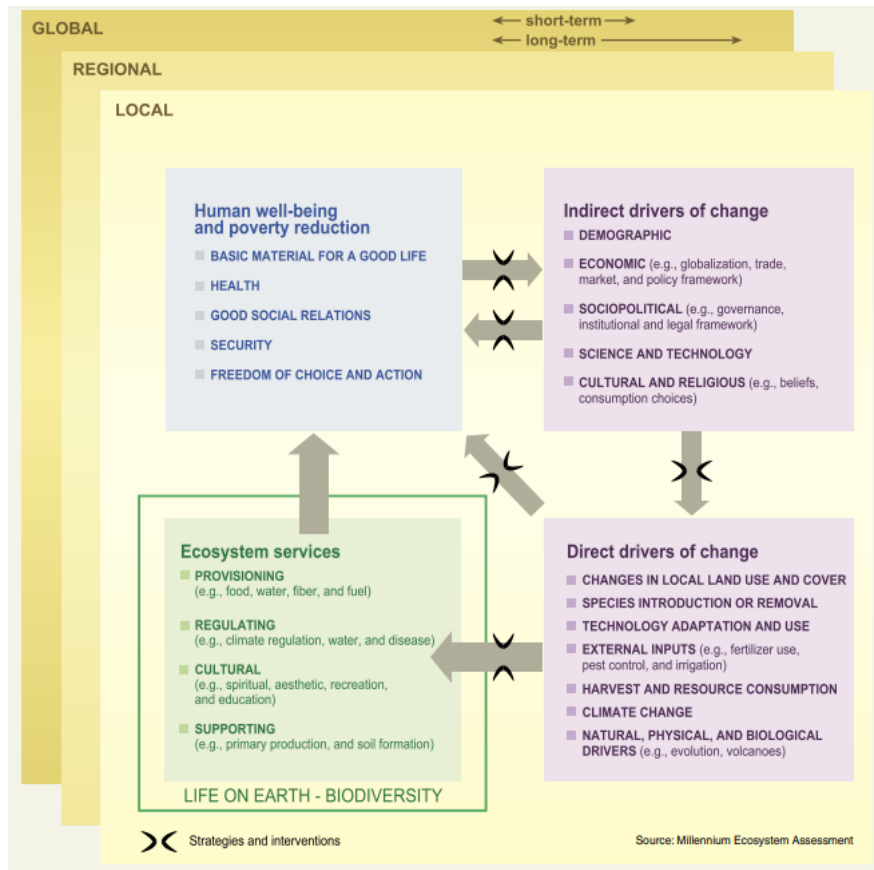 GLOBAL
short-term
long-term
REGIONAL
LOCAL
Human well-being
and poverty reduction
BASIC MATERIAL FOR A GOOD LIFE
HEALTH
GOOD SOCIAL RELATIONS
SECURITY
FREEDOM OF CHOICE AND ACTION
Indirect drivers of change
DEMOGRAPHIC
ECONOMIC (e.g., globalization, trade,
market, and policy framework)
SOCIOPOLITICAL (e.g., governance,
institutional and legal framework)
SCIENCE AND TECHNOLOGY
CULTURAL AND RELIGIOUS (e.g., beliefs,
consumption choices)
Ecosystem services
PROVISIONING
(e.g., food, water, fiber, and fuel)
REGULATING
(e.g., climate regulation, water, and disease)
CULTURAL
(e.g., spiritual, aesthetic, recreation,
and education)
SUPPORTING
(e.g., primary production, and soil formation)
LIFE ON EARTH - BIODIVERSITY
Direct drivers of change
CHANGES IN LOCAL LAND USE AND COVER
SPECIES INTRODUCTION OR REMOVAL
TECHNOLOGY ADAPTATION AND USE
EXTERNAL INPUTS (e.g., fertilizer use,
pest control, and irrigation)
HARVEST AND RESOURCE CONSUMPTION
CLIMATE CHANGE
NATURAL, PHYSICAL, AND BIOLOGICAL
DRIVERS (e.g., evolution, volcanoes)
Strategies and interventions
Source: Millennium Ecosystem Assessment